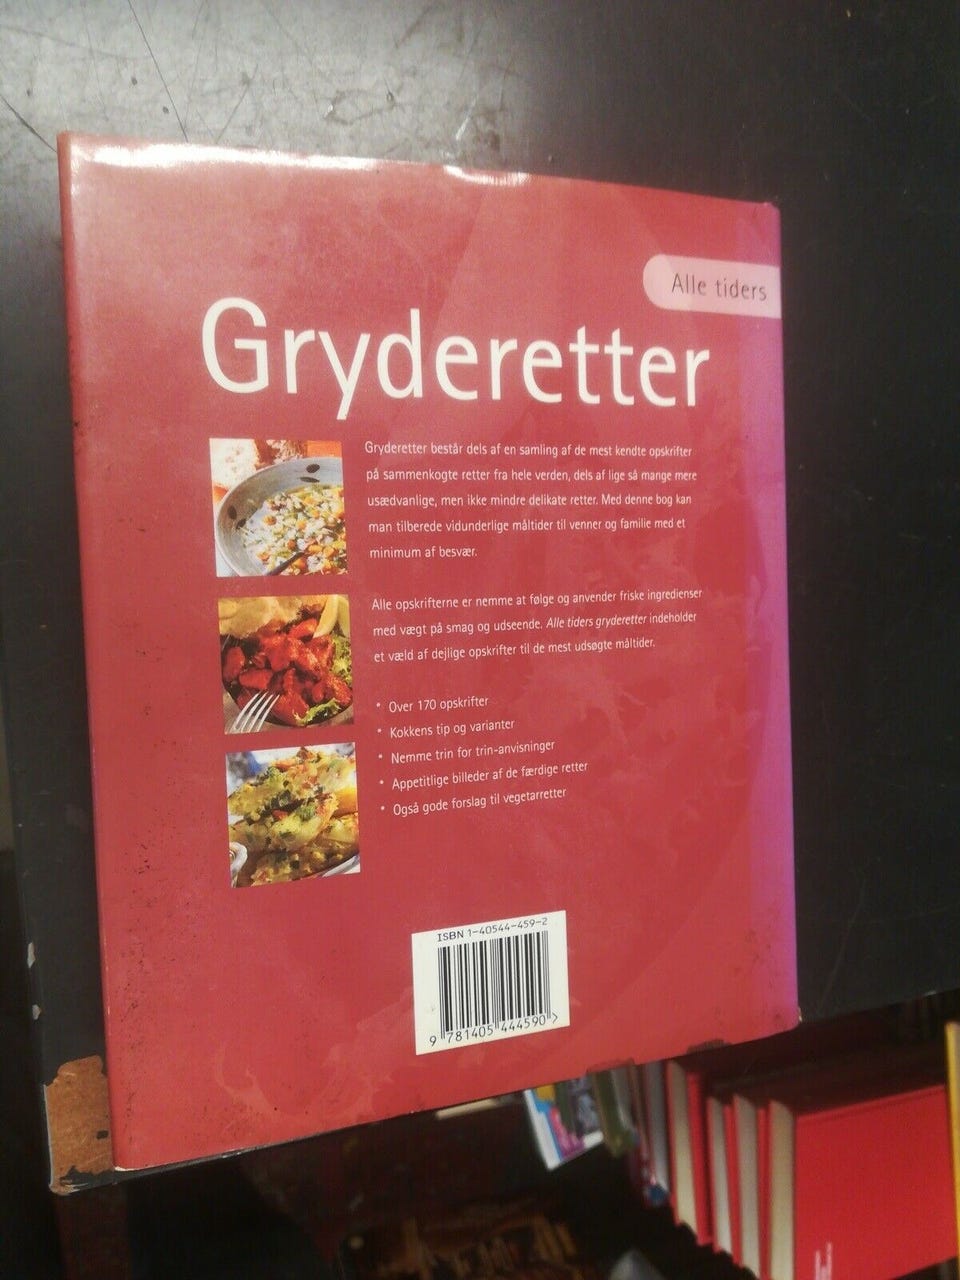 Alle tiders
Gryderetter
Gryderetter består dels af en samling af de mest kendte opskrifter
på sammenkogte retter fra hele verden, dels af lige så mange mere
usædvanlige, men ikke mindre delikate retter. Med denne bog kan
man tilberede vidunderlige måltider til venner og familie med et
minimum af besvær.
Alle opskrifterne er nemme at følge og anvender friske ingredienser
med vægt på smag og udseende. Alle tiders gryderetter indeholder
et væld af dejlige opskrifter til de mest udsøgte måltider.
* Over 170 opskrifter
* Kokkens tip og varianter
* Nemme trin for trin-anvisninger
* Appetitlige billeder af de færdige retter
* Også gode forslag til vegetarretter
ISBN 1-40544-459-2
9 781405 444590 >